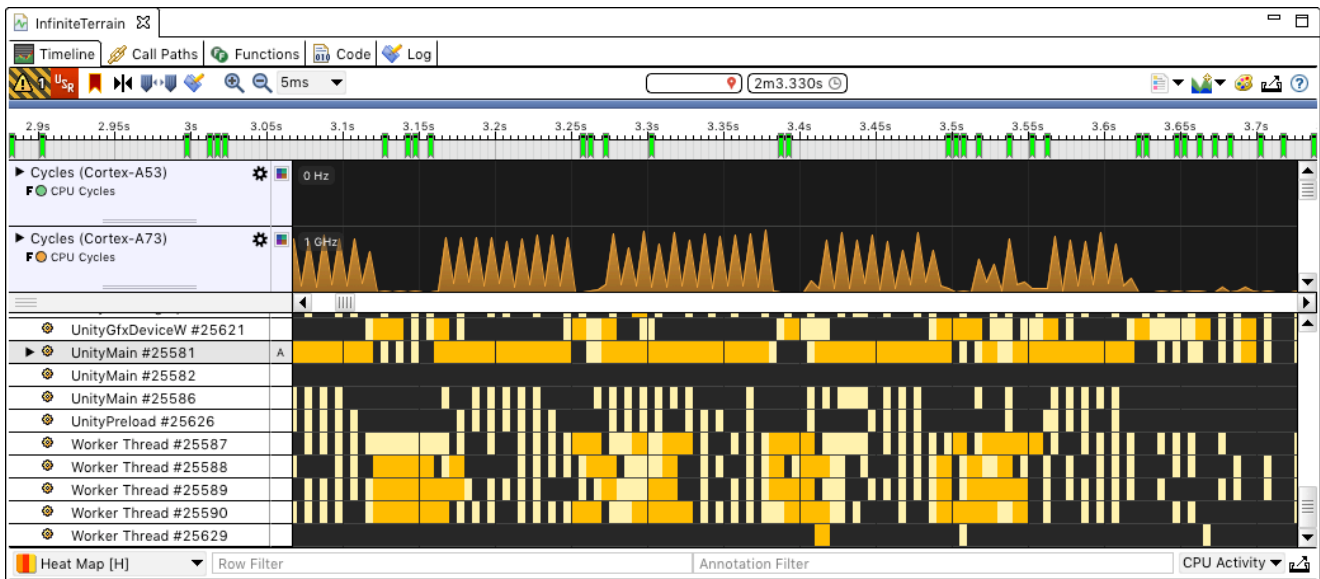 InfiniteTerrain
Timeline Call Paths Functions Code Log
1 USR 5ms 2m3.330s
2.9s 2.95s 3s 3.05s 3.1s 3.15s 3.2s 3.25s 3.3s 3.35s 3.4s 3.45s 3.5s 3.55s 3.6s 3.65s 3.7s
Cycles (Cortex-A53) 0 Hz
F CPU Cycles
Cycles (Cortex-A73) 1 GHz
F CPU Cycles
UnityGfxDeviceW #25621
UnityMain #25581 A
UnityMain #25582
UnityMain #25586
UnityPreload #25626
Worker Thread #25587
Worker Thread #25588
Worker Thread #25589
Worker Thread #25590
Worker Thread #25629
Heat Map [H] Row Filter Annotation Filter CPU Activity